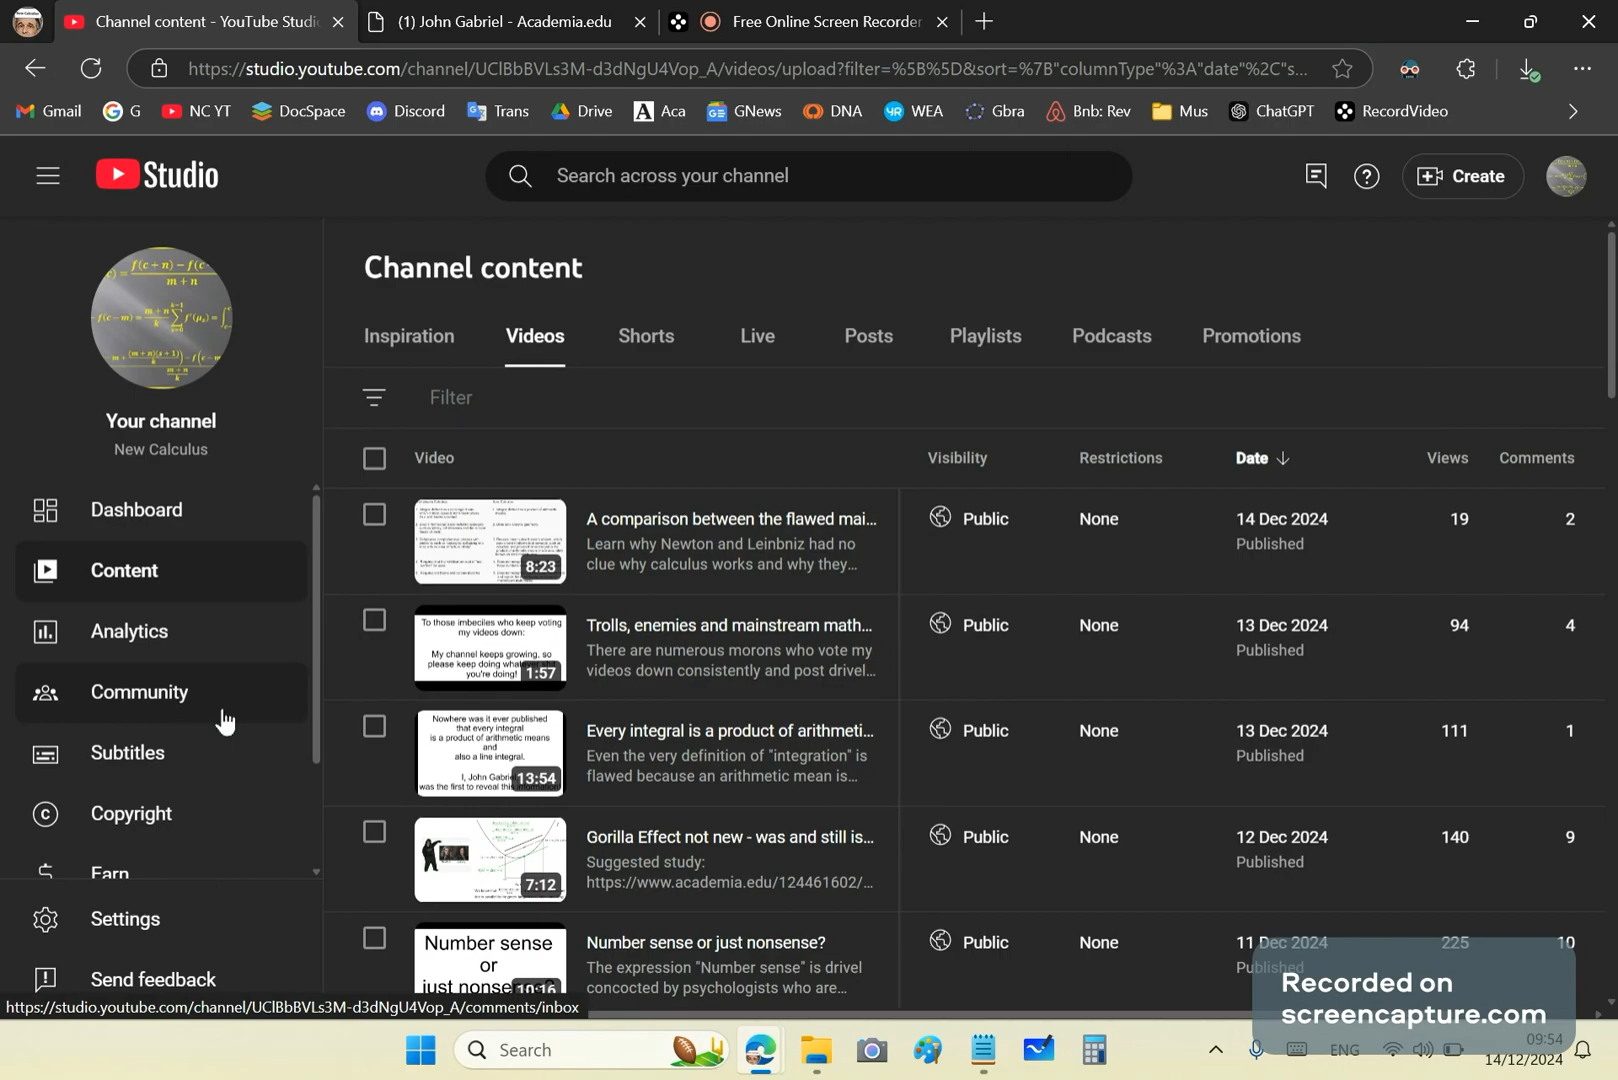 Channel content - YouTube Studi
(1) John Gabriel - Academia.edu
Free Online Screen Recorder
https://studio.youtube.com/channel/UClBbBVLs3M-d3dNgU4Vop_A/videos/upload?filter=%5B%5D&sort=%7B"columnType"%3A"date"%2C"s...
Gmail
G
NC YT
DocSpace
Discord
Trans
Drive
Aca
GNews
DNA
WEA
Gbra
Bnb: Rev
Mus
ChatGPT
RecordVideo
Studio
Search across your channel
Create
Your channel
New Calculus
Dashboard
Content
Analytics
Community
Subtitles
Copyright
Earn
Settings
Send feedback
Channel content
Inspiration
Videos
Shorts
Live
Posts
Playlists
Podcasts
Promotions
Filter
Video
Visibility
Restrictions
Date
Views
Comments
8:23
A comparison between the flawed mai...
Learn why Newton and Leinbniz had no
clue why calculus works and why they...
Public
None
14 Dec 2024
Published
19
2
To those imbeciles who keep voting
my videos down:
My channel keeps growing, so
please keep doing
you're doing!
1:57
Trolls, enemies and mainstream math...
There are numerous morons who vote my
videos down consistently and post drivel...
Public
None
13 Dec 2024
Published
94
4
Nowhere was it ever published
that every integral
is a product of arithmetic means
and
also a line integral.
I, John Gabriel
was the first to reveal this
13:54
Every integral is a product of arithmeti...
Even the very definition of "integration" is
flawed because an arithmetic mean is...
Public
None
13 Dec 2024
Published
111
1
7:12
Gorilla Effect not new - was and still is...
Suggested study:
https://www.academia.edu/124461602/...
Public
None
12 Dec 2024
Published
140
9
Number sense
or
just nonsense?
10:16
Number sense or just nonsense?
The expression "Number sense" is drivel
concocted by psychologists who are...
Public
None
11 Dec 2024
225
10
https://studio.youtube.com/channel/UClBbBVLs3M-d3dNgU4Vop_A/comments/inbox
Recorded on
screencapture.com
Search
ENG
09:54
14/12/2024